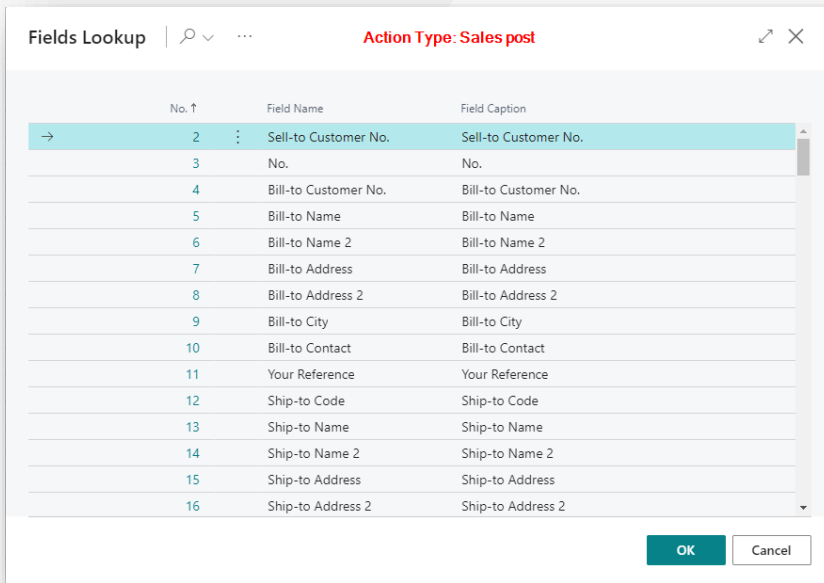 Fields Lookup
Action Type: Sales post
No. ↑ Field Name Field Caption
2 Sell-to Customer No. Sell-to Customer No.
3 No. No.
4 Bill-to Customer No. Bill-to Customer No.
5 Bill-to Name Bill-to Name
6 Bill-to Name 2 Bill-to Name 2
7 Bill-to Address Bill-to Address
8 Bill-to Address 2 Bill-to Address 2
9 Bill-to City Bill-to City
10 Bill-to Contact Bill-to Contact
11 Your Reference Your Reference
12 Ship-to Code Ship-to Code
13 Ship-to Name Ship-to Name
14 Ship-to Name 2 Ship-to Name 2
15 Ship-to Address Ship-to Address
16 Ship-to Address 2 Ship-to Address 2
OK Cancel